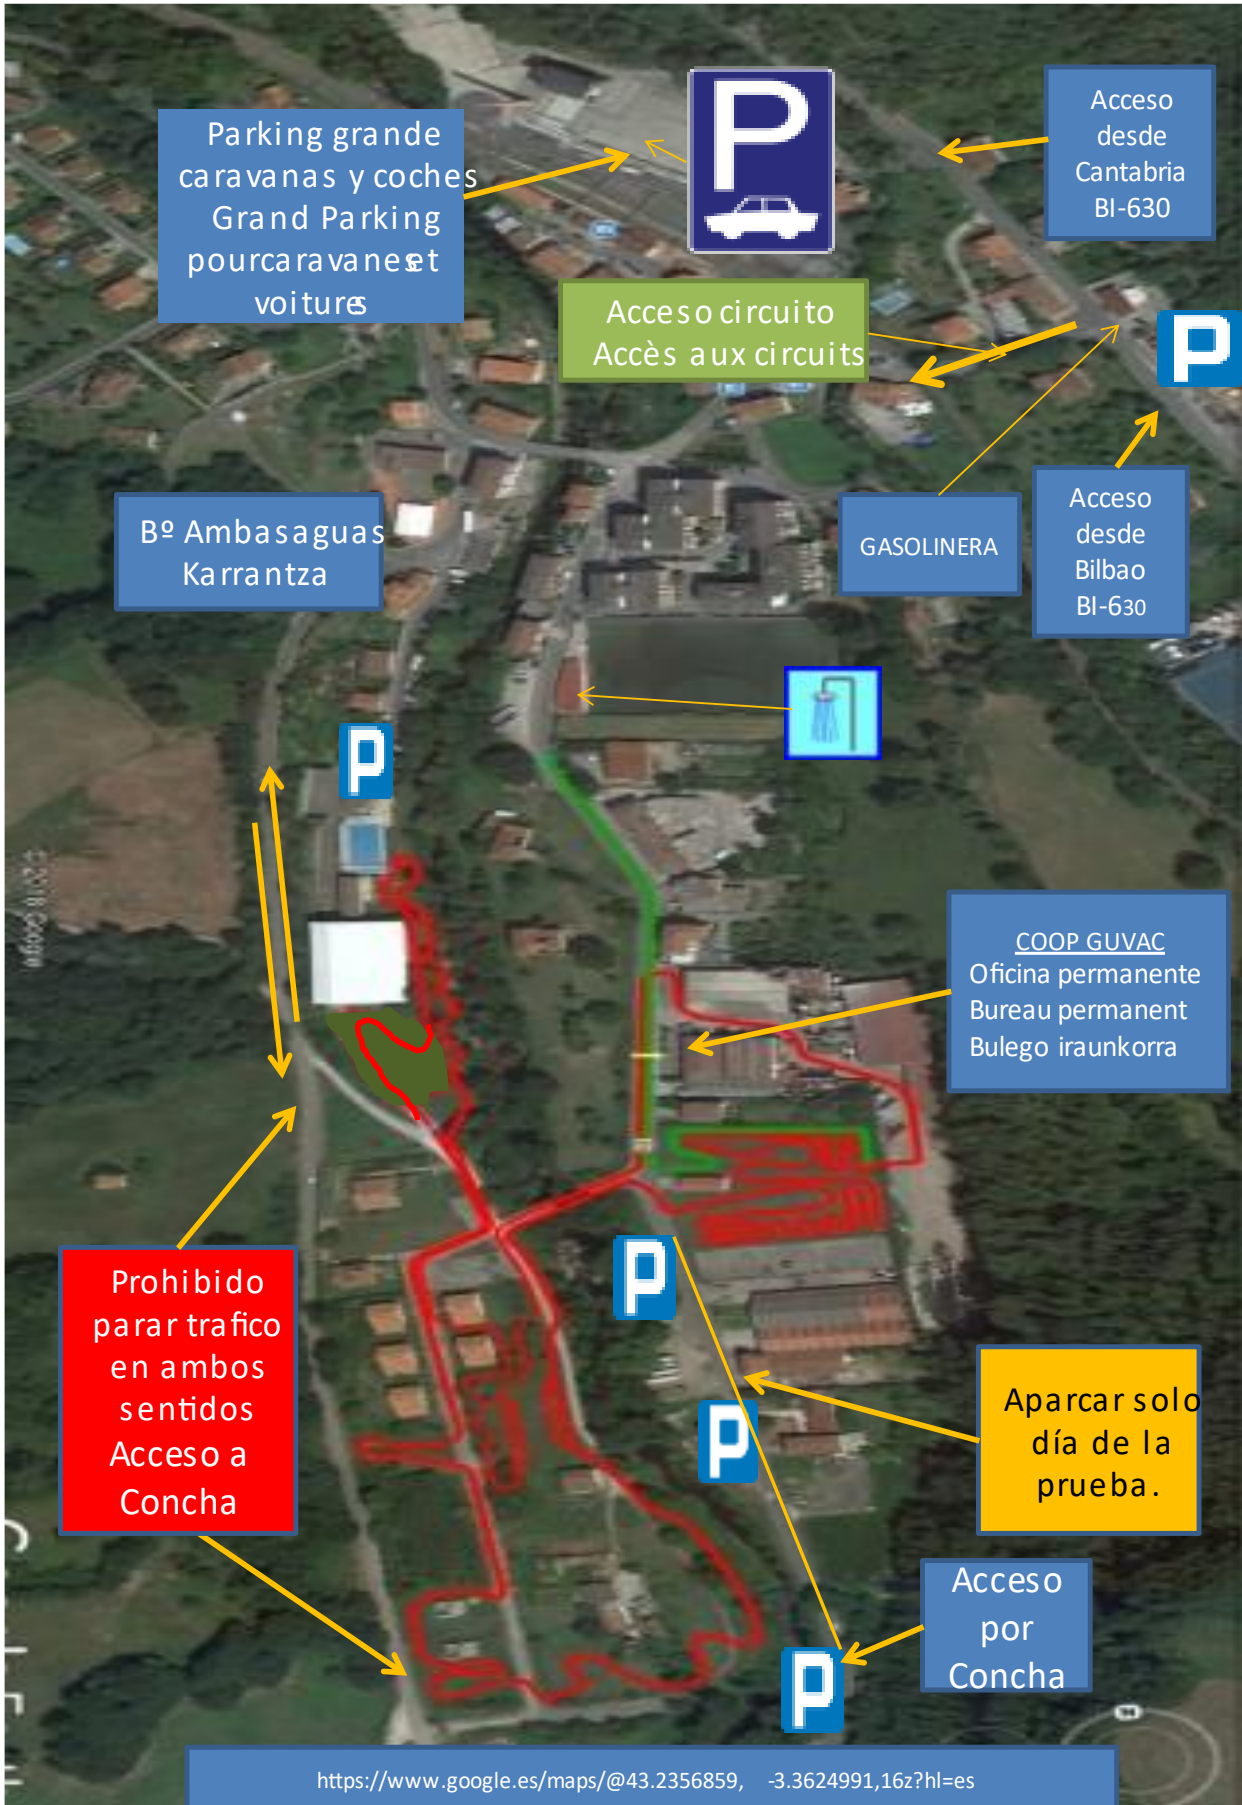 P
Acceso
desde
Cantabria
BI-630
Parking grande
caravanas y coches
Grand Parking
pourcaravaneset
voitures
Acceso circuito
Accès aux circuits
P
Bº Ambasaguas
Karrantza
GASOLINERA
Acceso
desde
Bilbao
BI-630
P
COOP GUVAC
Oficina permanente
Bureau permanent
Bulego iraunkorra
P
Prohibido
parar trafico
en ambos
sentidos
Acceso a
Concha
Aparcar solo
día de la
prueba.
P
Acceso
por
Concha
P
https://www.google.es/maps/@43.2356859, -3.3624991,16z?hl=es